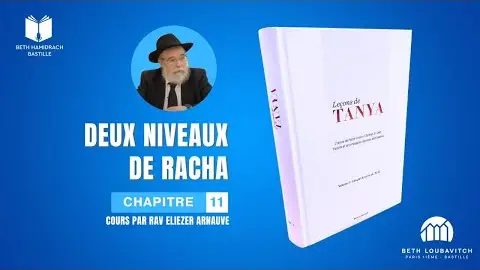 BETH HAMIDRACH
BASTILLE
DEUX NIVEAUX
DE RACHA
CHAPITRE 11
COURS PAR RAV ELIEZER ARNAUVE
TANYA
Leçons de
TANYA
BETH LOUBAVITCH
PARIS 11ÈME - BASTILLE